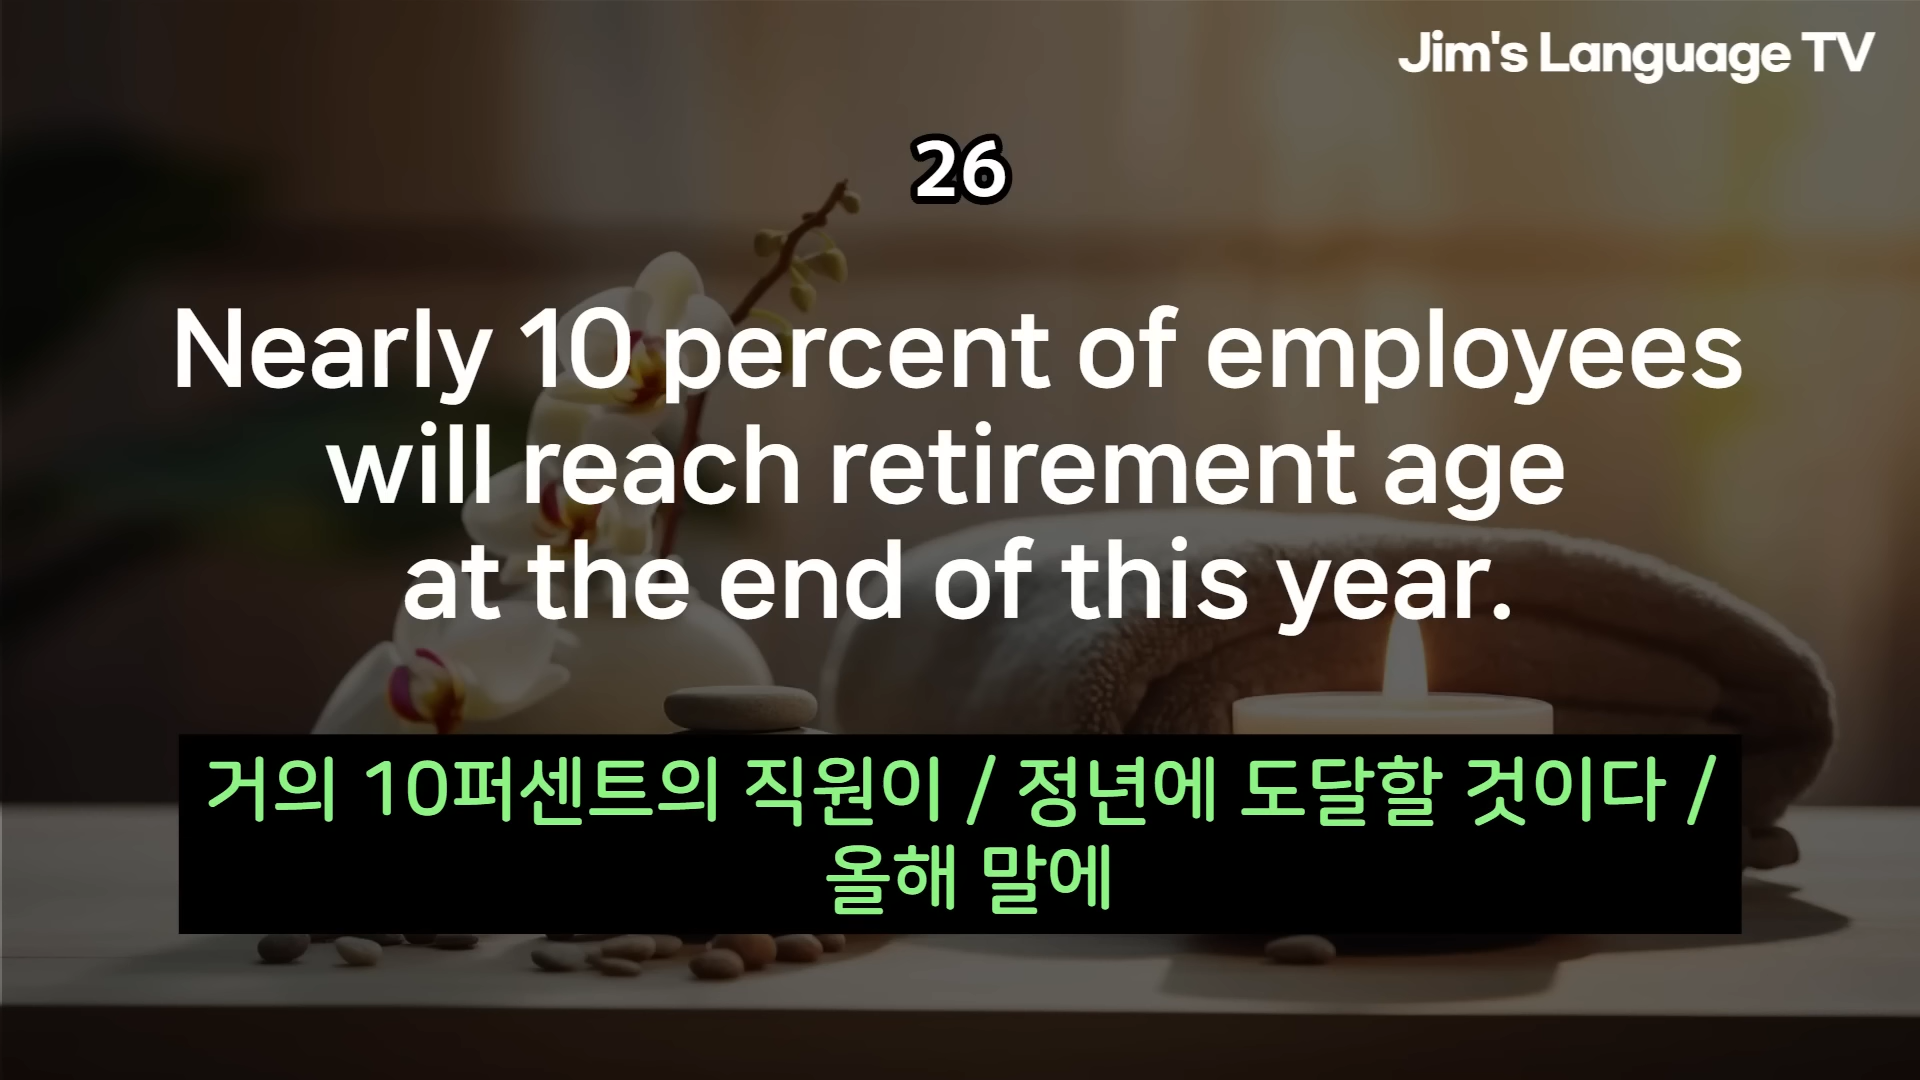 Jim's Language TV
26
Nearly 10 percent of employees
will reach retirement age
at the end of this year.
거의 10퍼센트의 직원이 / 정년에 도달할 것이다 /
올해 말에